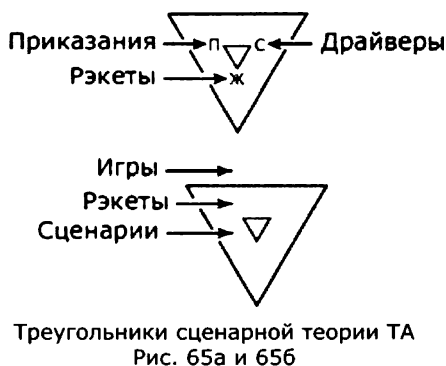 Приказания П С Драйверы
Рэкеты Ж
Игры
Рэкеты
Сценарии
Треугольники сценарной теории ТА
Рис. 65а и 65б